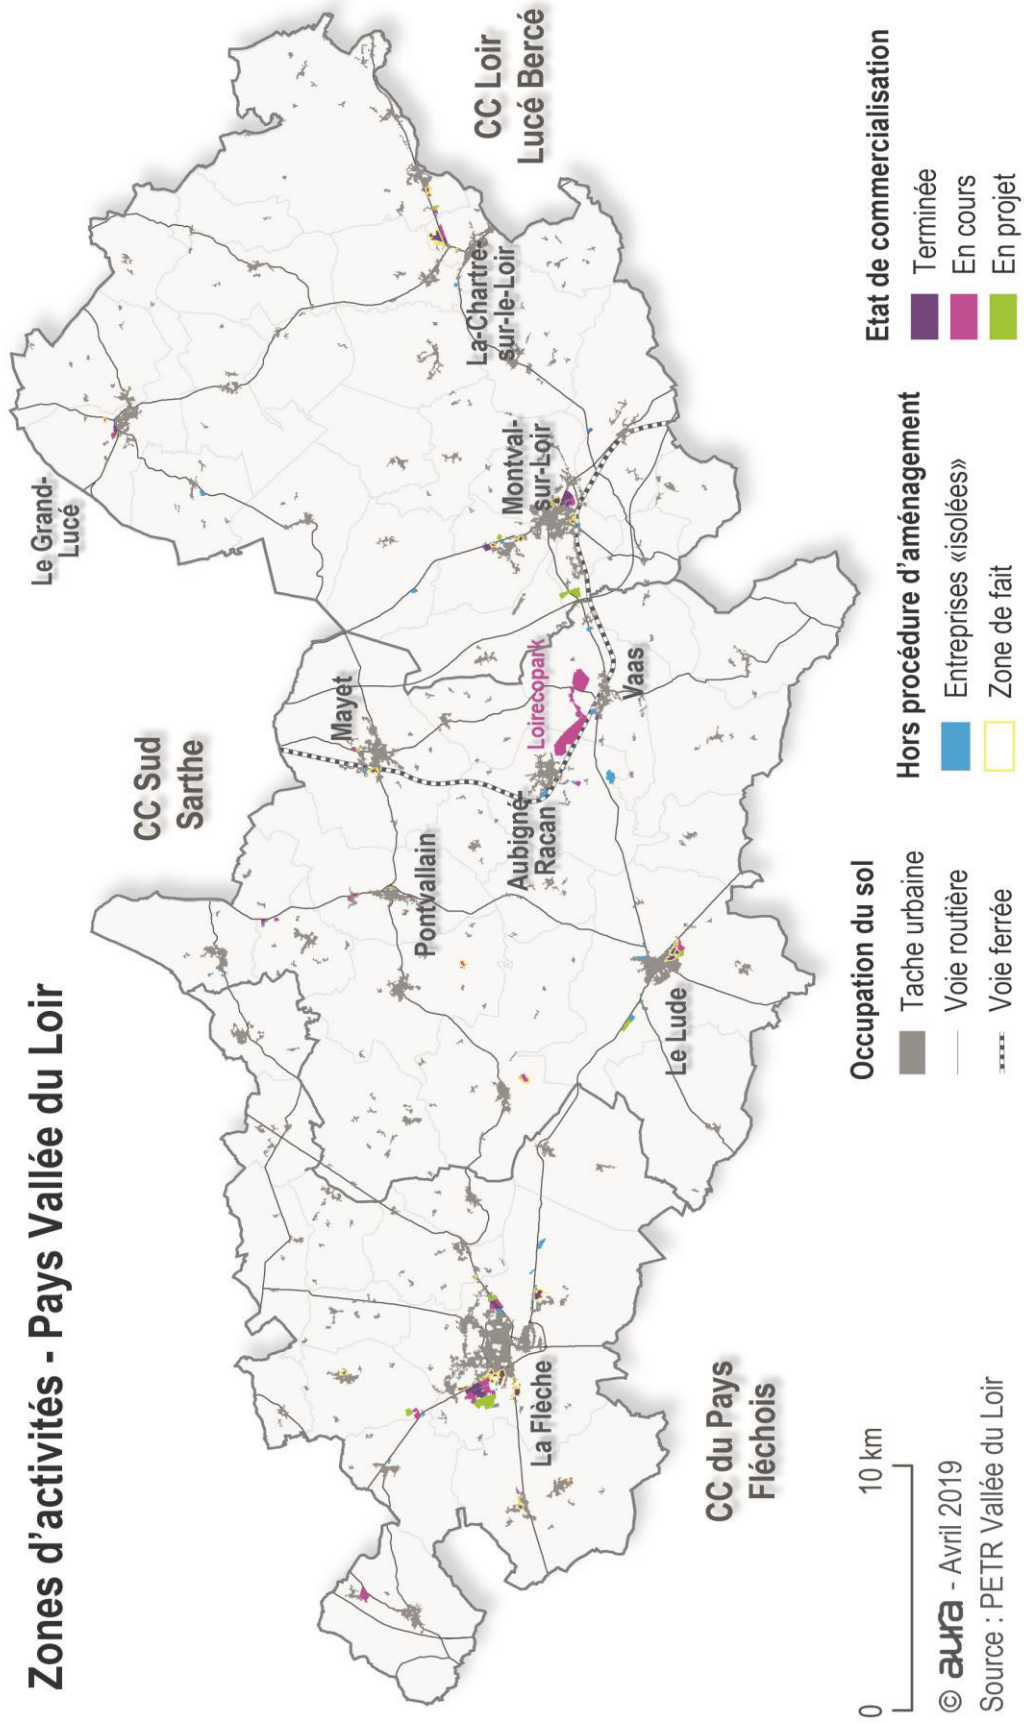 Zones d'activités - Pays Vallée du Loir
Le Grand-
Lucé
CC Sud
Sarthe
Mayet
CC Loir
Lucé Bercé
La-Chartre-
sur-le-Loir
Montval-
sur-Loir
Pontvallain
Loirecopark
Aubigné-
Racan
Vaas
La Flèche
Le Lude
CC du Pays
Fléchois
0
10 km
© aura - Avril 2019
Source : PETR Vallée du Loir
Occupation du sol
Tache urbaine
Voie routière
Voie ferrée
Hors procédure d'aménagement
Entreprises «isolées»
Zone de fait
Etat de commercialisation
Terminée
En cours
En projet